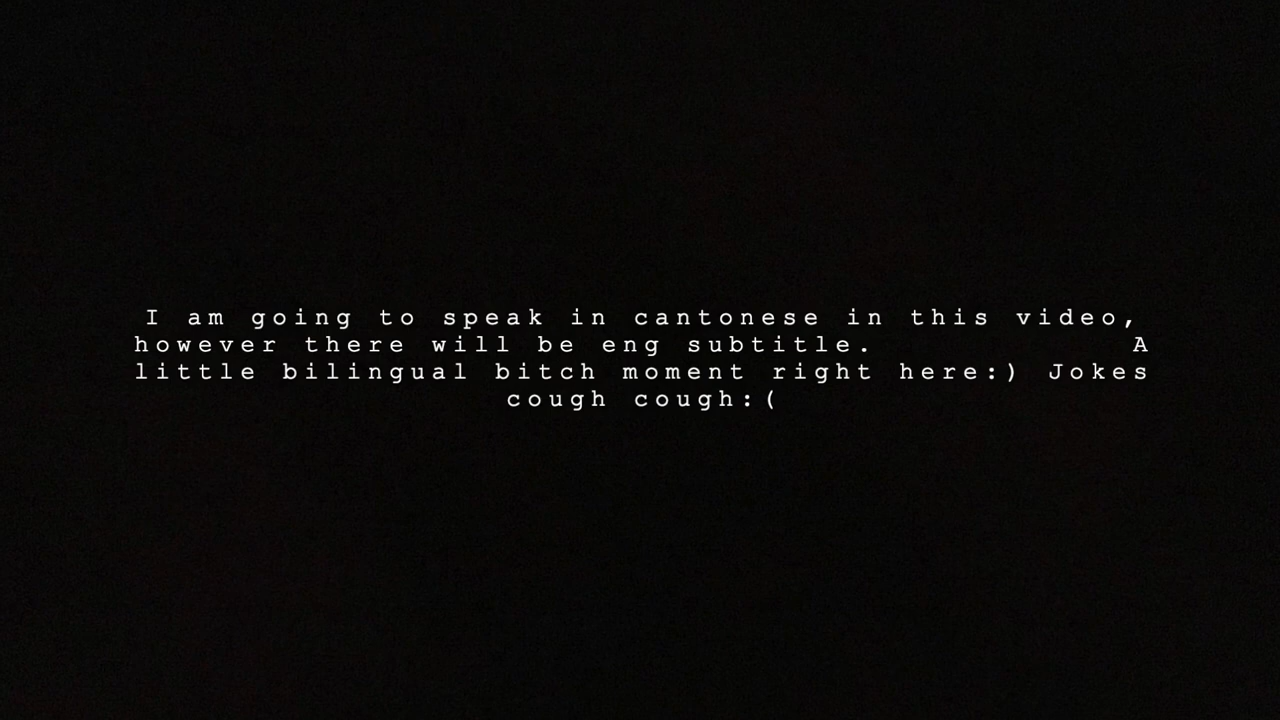 I am going to speak in cantonese in this video,
however there will be eng subtitle. A
little bilingual bitch moment right here:) Jokes
cough cough:(